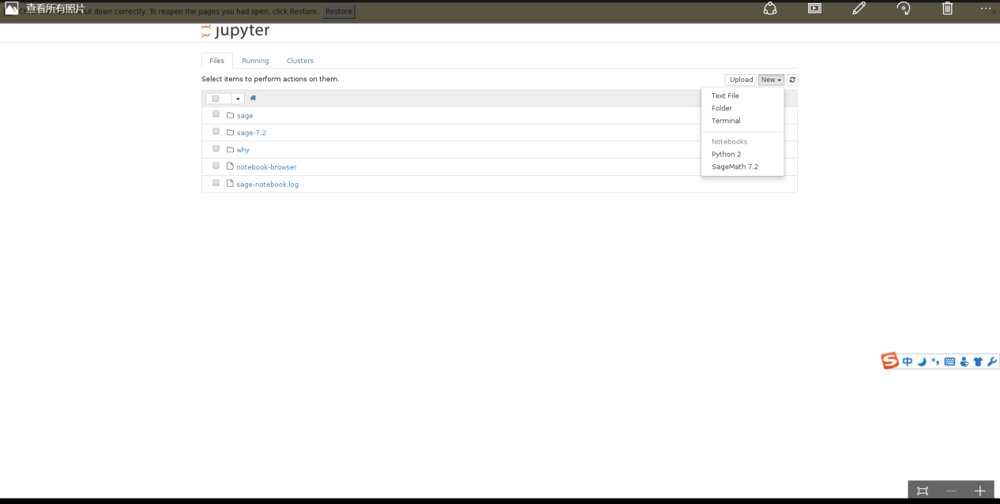 查看所有照片
ut down correctly. To reopen the pages you had open, click Restore. Restore
jupyter
Files Running Clusters
Select items to perform actions on them.
Upload New
Text File
Folder
Terminal
Notebooks
Python 2
SageMath 7.2
sage
sage-7.2
why
notebook-browser
sage-notebook.log
中